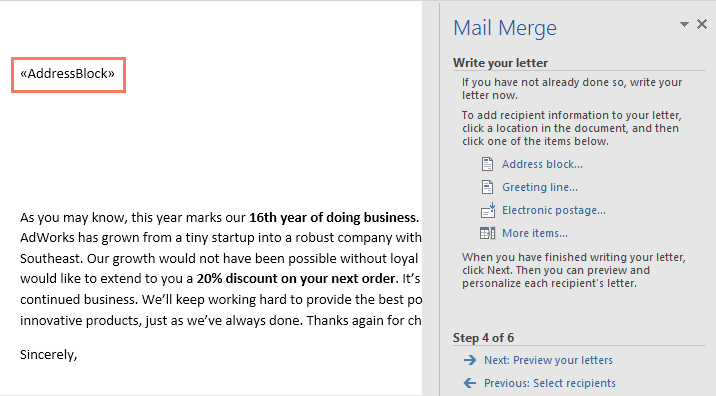 «AddressBlock»
As you may know, this year marks our 16th year of doing business.
AdWorks has grown from a tiny startup into a robust company with
Southeast. Our growth would not have been possible without loyal
would like to extend to you a 20% discount on your next order. It’s
continued business. We’ll keep working hard to provide the best po
innovative products, just as we’ve always done. Thanks again for ch
Sincerely,
Mail Merge
Write your letter
If you have not already done so, write your
letter now.
To add recipient information to your letter,
click a location in the document, and then
click one of the items below.
Address block...
Greeting line...
Electronic postage...
More items...
When you have finished writing your letter,
click Next. Then you can preview and
personalize each recipient's letter.
Step 4 of 6
Next: Preview your letters
Previous: Select recipients